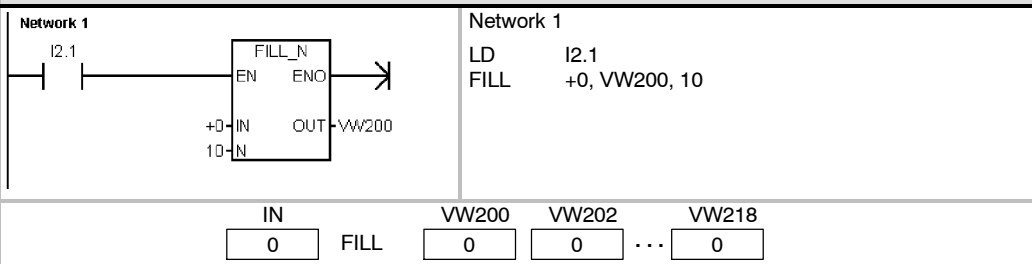 Network 1
I2.1
FILL_N
EN ENO
+0 IN OUT VW200
10 N
Network 1
LD I2.1
FILL +0, VW200, 10
IN VW200 VW202 VW218
0 FILL 0 0 ... 0